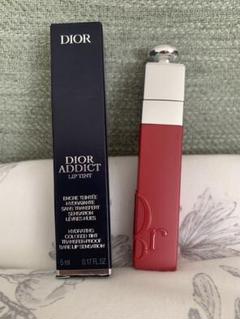 DIOR
DIOR
ADDICT
LIP TINT
ENCRE TEINTÉE
HYDRATANTE
SANS TRANSFERT
SENSATION
LÈVRES NUES
HYDRATING
COLORED TINT
TRANSFER-PROOF
BARE LIP SENSATION
5 ml 0.17 FL.OZ
Dior